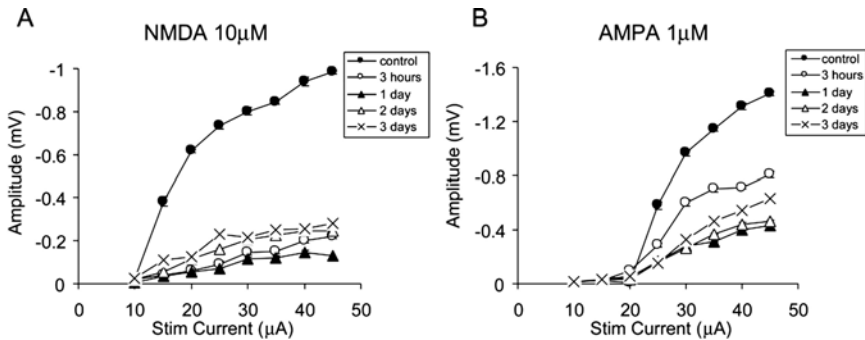 A
NMDA 10µM
control
3 hours
1 day
2 days
3 days
-1
-0.8
-0.6
-0.4
-0.2
0
Amplitude (mV)
0 10 20 30 40 50
Stim Current (µA)
B
AMPA 1µM
control
3 hours
1 day
2 days
3 days
-1.6
-1.2
-0.8
-0.4
0
Amplitude (mV)
0 10 20 30 40 50
Stim Current (µA)